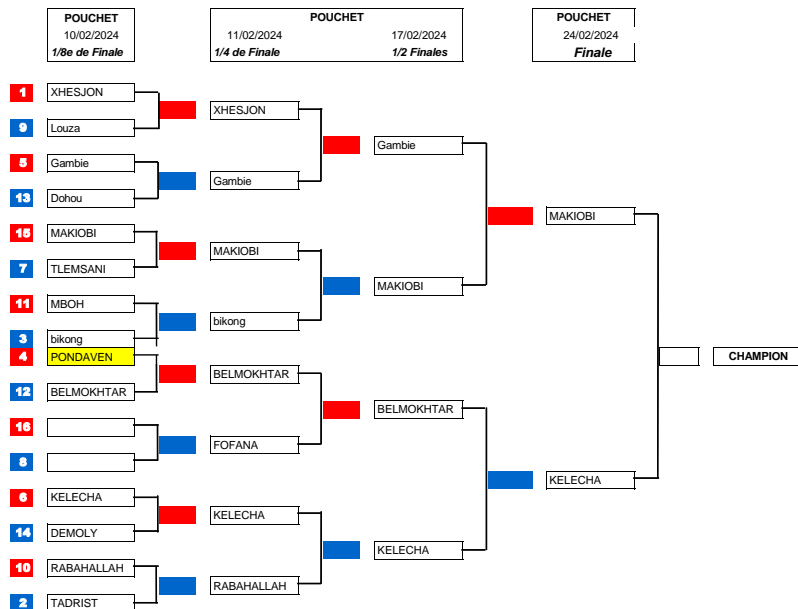 POUCHET
10/02/2024
1/8e de Finale
POUCHET
11/02/2024 17/02/2024
1/4 de Finale 1/2 Finales
POUCHET
24/02/2024
Finale
1 XHESJON
XHESJON
9 Louza
Gambie
5 Gambie
Gambie
13 Dohou
MAKIOBI
15 MAKIOBI
MAKIOBI
7 TLEMSANI
MAKIOBI
11 MBOH
bikong
3 bikong
4 PONDAVEN
CHAMPION
BELMOKHTAR
12 BELMOKHTAR
BELMOKHTAR
16
FOFANA
8
KELECHA
6 KELECHA
KELECHA
14 DEMOLY
KELECHA
10 RABAHALLAH
RABAHALLAH
2 TADRIST